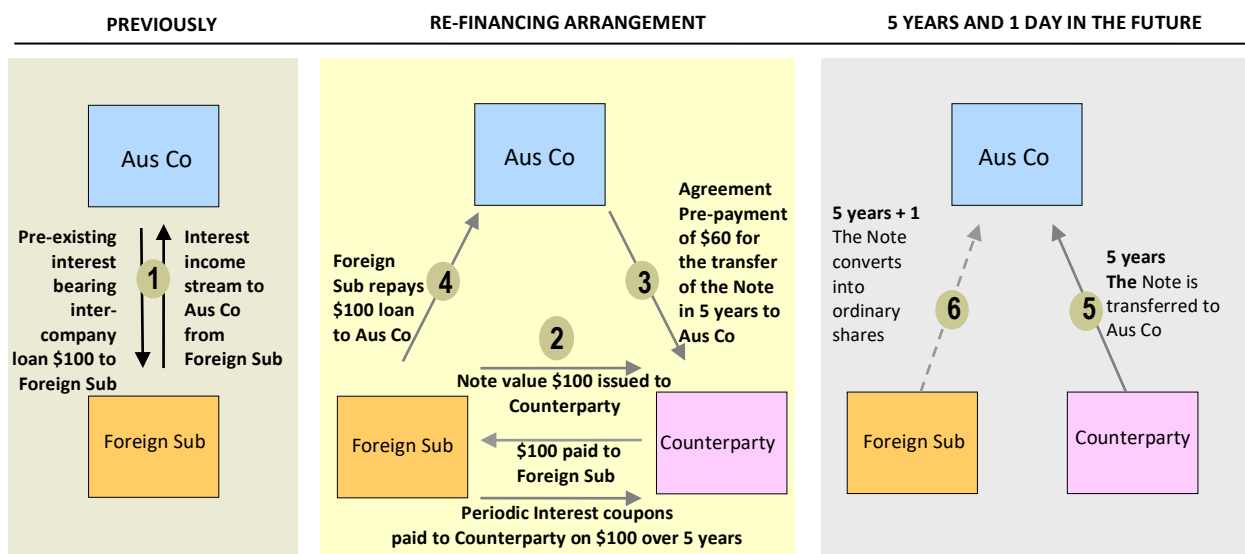 PREVIOUSLY
RE-FINANCING ARRANGEMENT
5 YEARS AND 1 DAY IN THE FUTURE
Aus Co
Pre-existing
interest
bearing
inter-
company
loan $100 to
Foreign Sub
1
Interest
income
stream to
Aus Co
from
Foreign Sub
Foreign Sub
Aus Co
Foreign
Sub repays
$100 loan
to Aus Co
4
3
Agreement
Pre-payment
of $60 for
the transfer
of the Note
in 5 years to
Aus Co
2
Note value $100 issued to
Counterparty
Foreign Sub
Counterparty
$100 paid to
Foreign Sub
Periodic Interest coupons
paid to Counterparty on $100 over 5 years
Aus Co
5 years + 1
The Note
converts
into
ordinary
shares
6
5
5 years
The Note is
transferred to
Aus Co
Foreign Sub
Counterparty